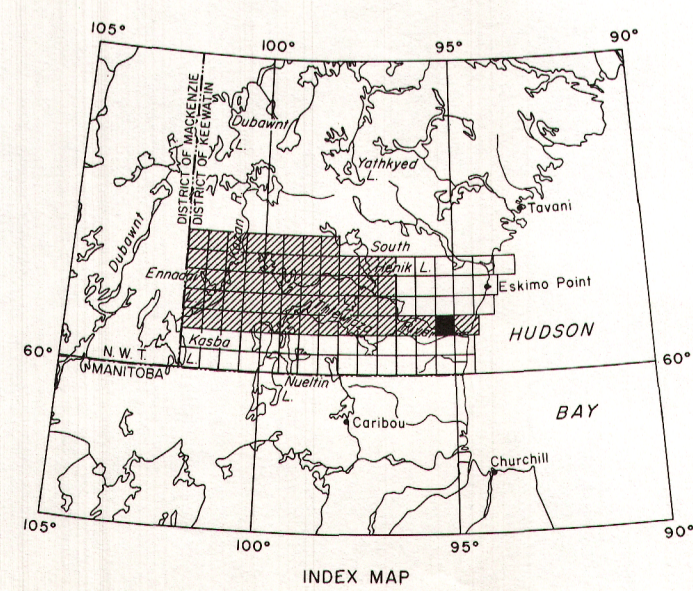 105°
100°
95°
90°
DISTRICT OF MACKENZIE
DISTRICT OF KEEWATIN
Dubawnt
L.
Yathkyed
L.
R.
R.
Kazan
Tavani
Dubawnt
South
Henik L.
Ennadai
L.
Eskimo Point
HUDSON
Kasba
L.
60°
N.W.T.
MANITOBA
60°
Nueltin
L.
BAY
Caribou
Churchill
105°
100°
95°
90°
INDEX MAP